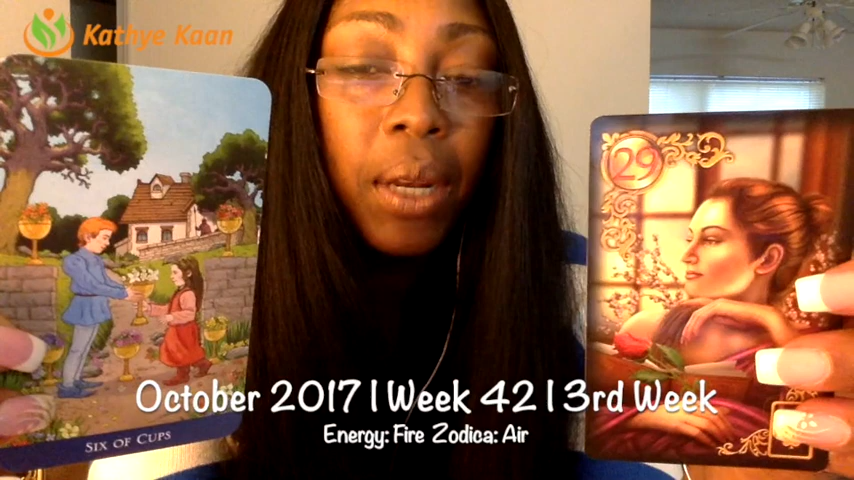 Kathye Kaan
29
SIX OF CUPS
October 2017 | Week 42 | 3rd Week
Energy: Fire Zodica: Air